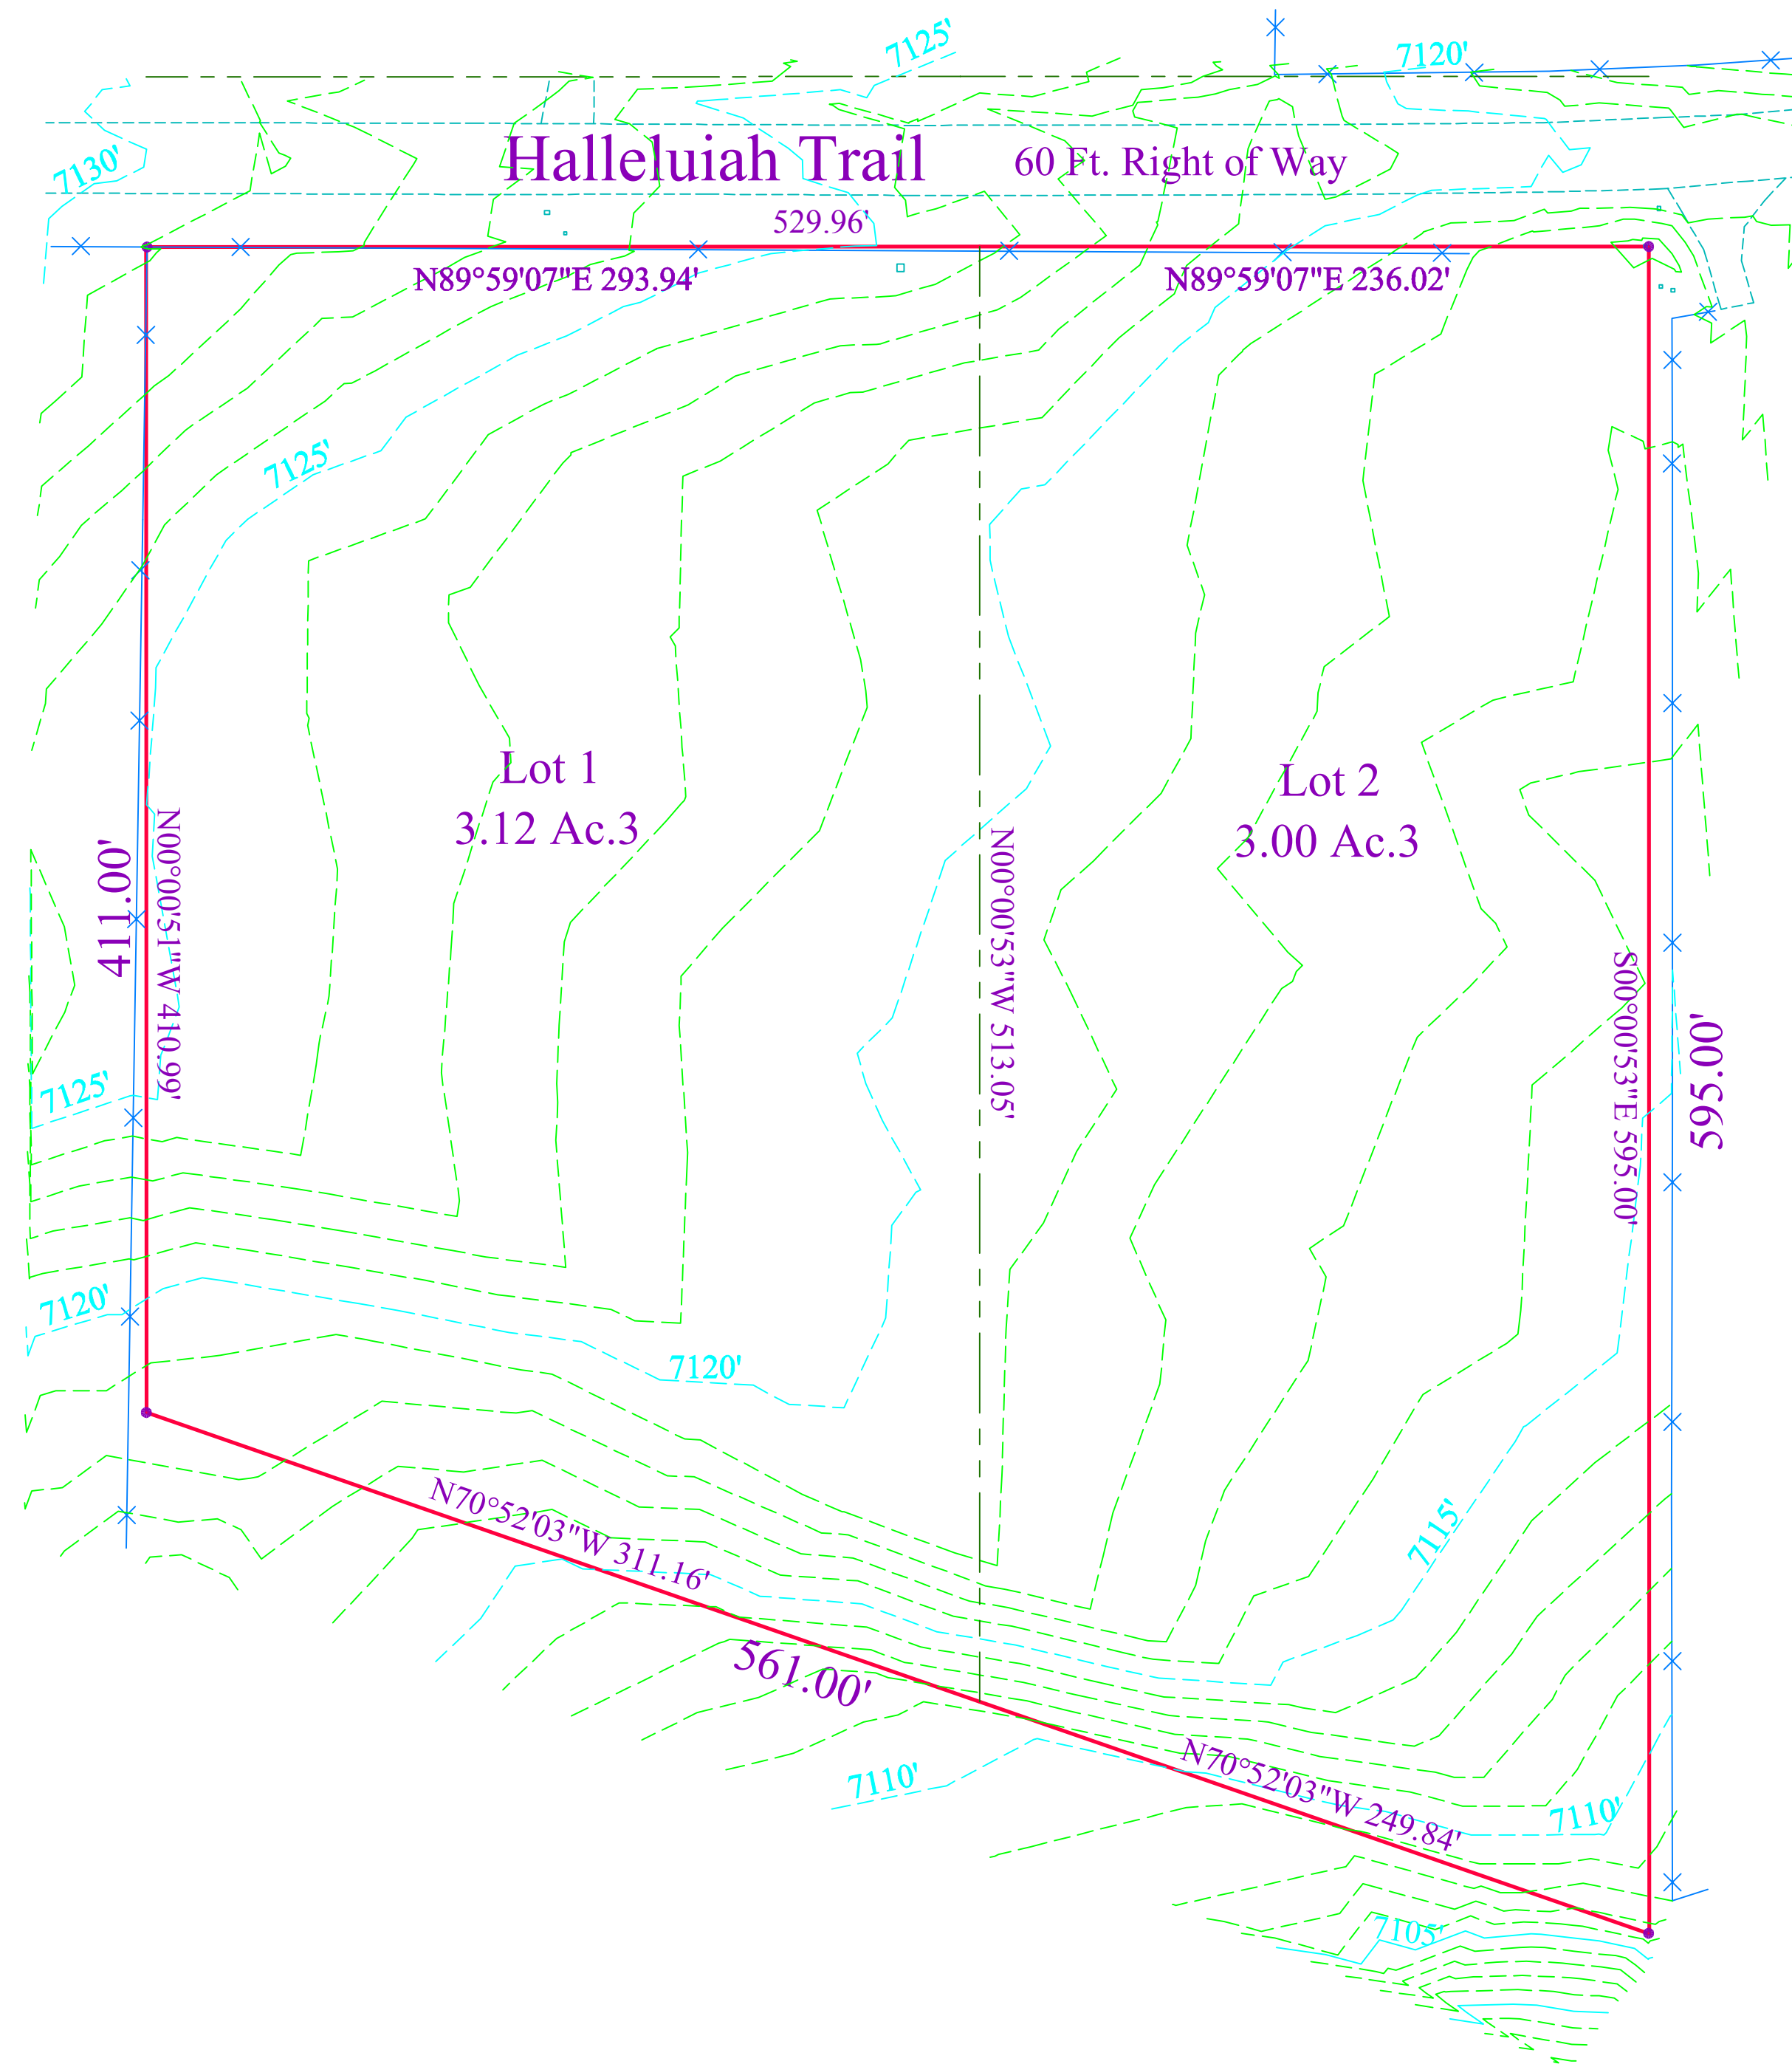 7125'
7120'
7130'
Halleluiah Trail
60 Ft. Right of Way
529.96'
N89°59'07"E 293.94'
N89°59'07"E 236.02'
7125'
Lot 1
3.12 Ac.3
Lot 2
3.00 Ac.3
411.00'
N00°00'51"W 410.99'
N00°00'53"W 513.05'
S00°00'53"E 595.00'
595.00'
7125'
7120'
7120'
N70°52'03"W 311.16'
7115'
561.00'
N70°52'03"W 249.84'
7110'
7110'
7105'